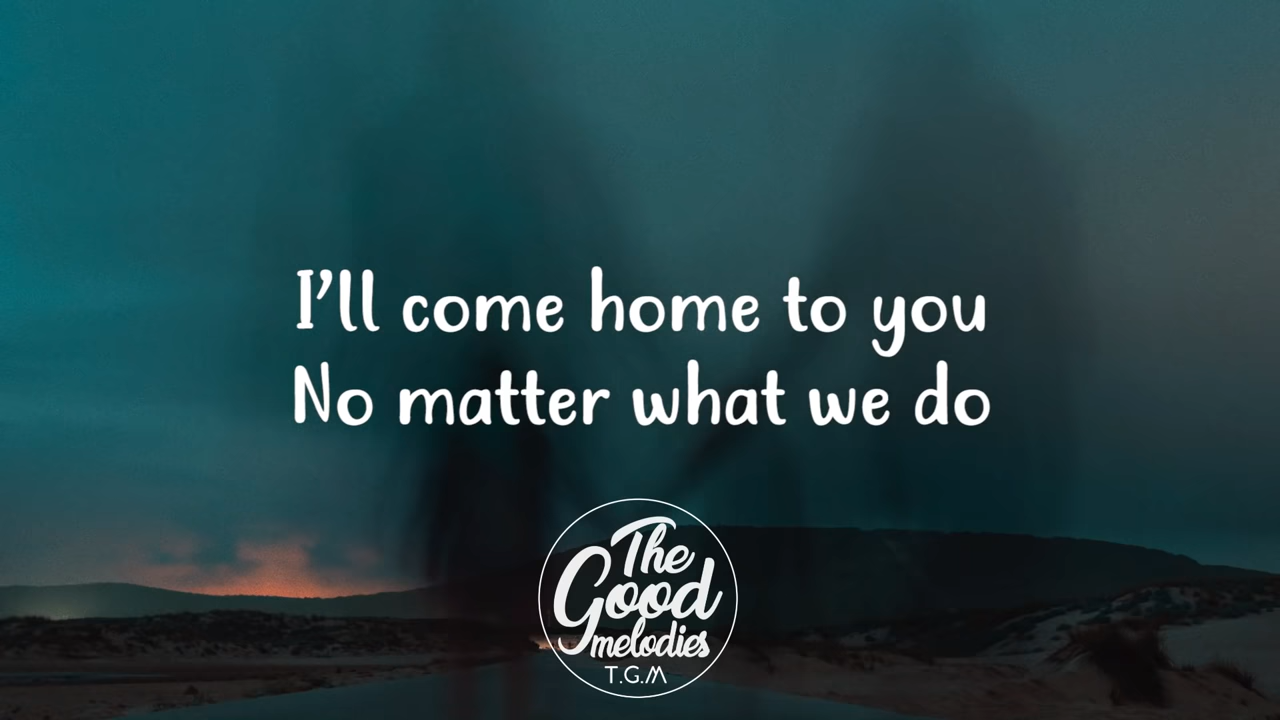 I’ll come home to you
No matter what we do
The
Good
melodies
T.G.M